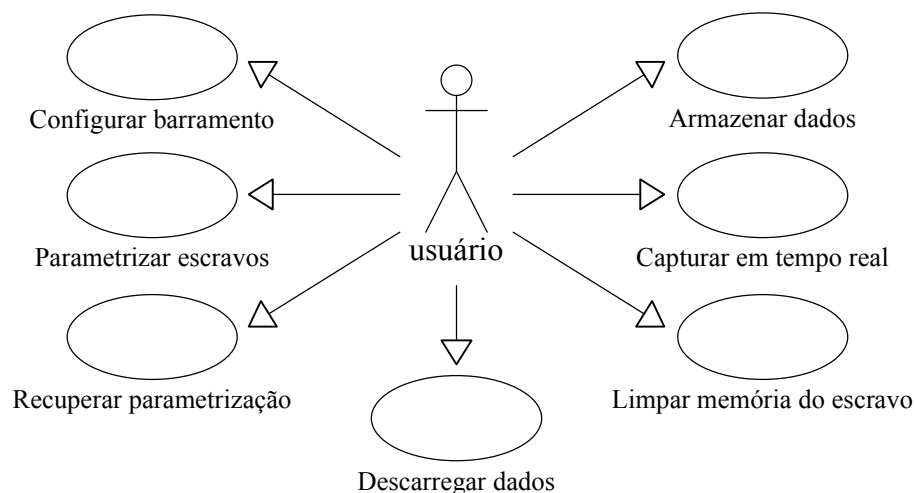 Configurar barramento
Armazenar dados
Parametrizar escravos
usuário
Capturar em tempo real
Recuperar parametrização
Limpar memória do escravo
Descarregar dados